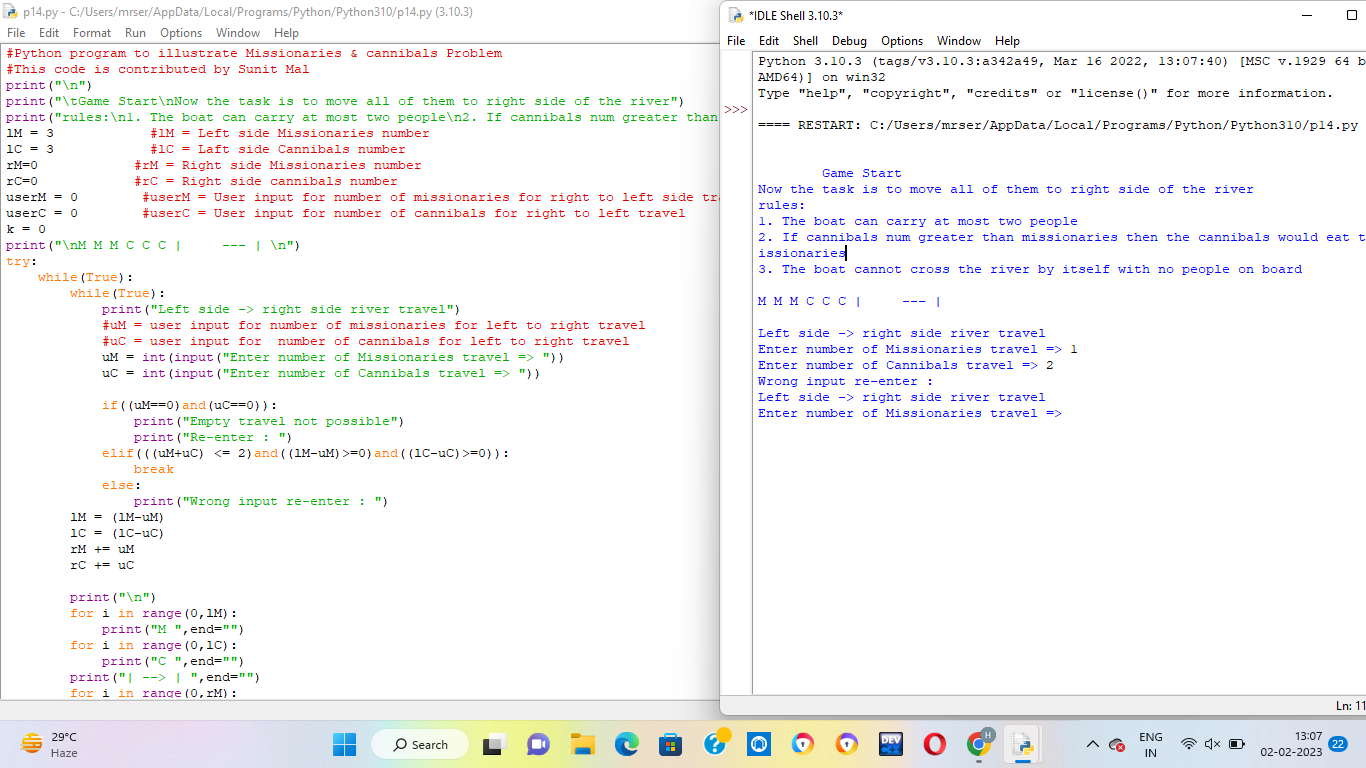 p14.py - C:/Users/mrser/AppData/Local/Programs/Python/Python310/p14.py (3.10.3)
File Edit Format Run Options Window Help
#Python program to illustrate Missionaries & cannibals Problem
#This code is contributed by Sunit Mal
print("\n")
print("\tGame Start\nNow the task is to move all of them to right side of the river")
print("rules:\n1. The boat can carry at most two people\n2. If cannibals num greater than
lM = 3            #lM = Left side Missionaries number
lC = 3            #lC = Laft side Cannibals number
rM=0            #rM = Right side Missionaries number
rC=0            #rC = Right side cannibals number
userM = 0        #userM = User input for number of missionaries for right to left side
userC = 0        #userC = User input for number of cannibals for right to left travel
k = 0
print("\nM M M C C C |     --- | \n")
try:
    while(True):
        while(True):
            print("Left side -> right side river travel")
            #uM = user input for number of missionaries for left to right travel
            #uC = user input for  number of cannibals for left to right travel
            uM = int(input("Enter number of Missionaries travel => "))
            uC = int(input("Enter number of Cannibals travel => "))
            if((uM==0)and(uC==0)):
                print("Empty travel not possible")
                print("Re-enter : ")
            elif(((uM+uC) <= 2)and((lM-uM)>=0)and((lC-uC)>=0)):
                break
            else:
                print("Wrong input re-enter : ")
        lM = (lM-uM)
        lC = (lC-uC)
        rM += uM
        rC += uC
        print("\n")
        for i in range(0,lM):
            print("M ",end="")
        for i in range(0,lC):
            print("C ",end="")
        print("| --> | ",end="")
        for i in range(0,rM):
*IDLE Shell 3.10.3*
File Edit Shell Debug Options Window Help
Python 3.10.3 (tags/v3.10.3:a342a49, Mar 16 2022, 13:07:40) [MSC v.1929 64 b
AMD64)] on win32
Type "help", "copyright", "credits" or "license()" for more information.
>>>
==== RESTART: C:/Users/mrser/AppData/Local/Programs/Python/Python310/p14.py
        Game Start
Now the task is to move all of them to right side of the river
rules:
1. The boat can carry at most two people
2. If cannibals num greater than missionaries then the cannibals would eat t
issionaries
3. The boat cannot cross the river by itself with no people on board
M M M C C C |     --- |
Left side -> right side river travel
Enter number of Missionaries travel => 1
Enter number of Cannibals travel => 2
Wrong input re-enter :
Left side -> right side river travel
Enter number of Missionaries travel =>
Ln: 11
29°C
Haze
Search
DEV
H
ENG
IN
13:07
02-02-2023
22